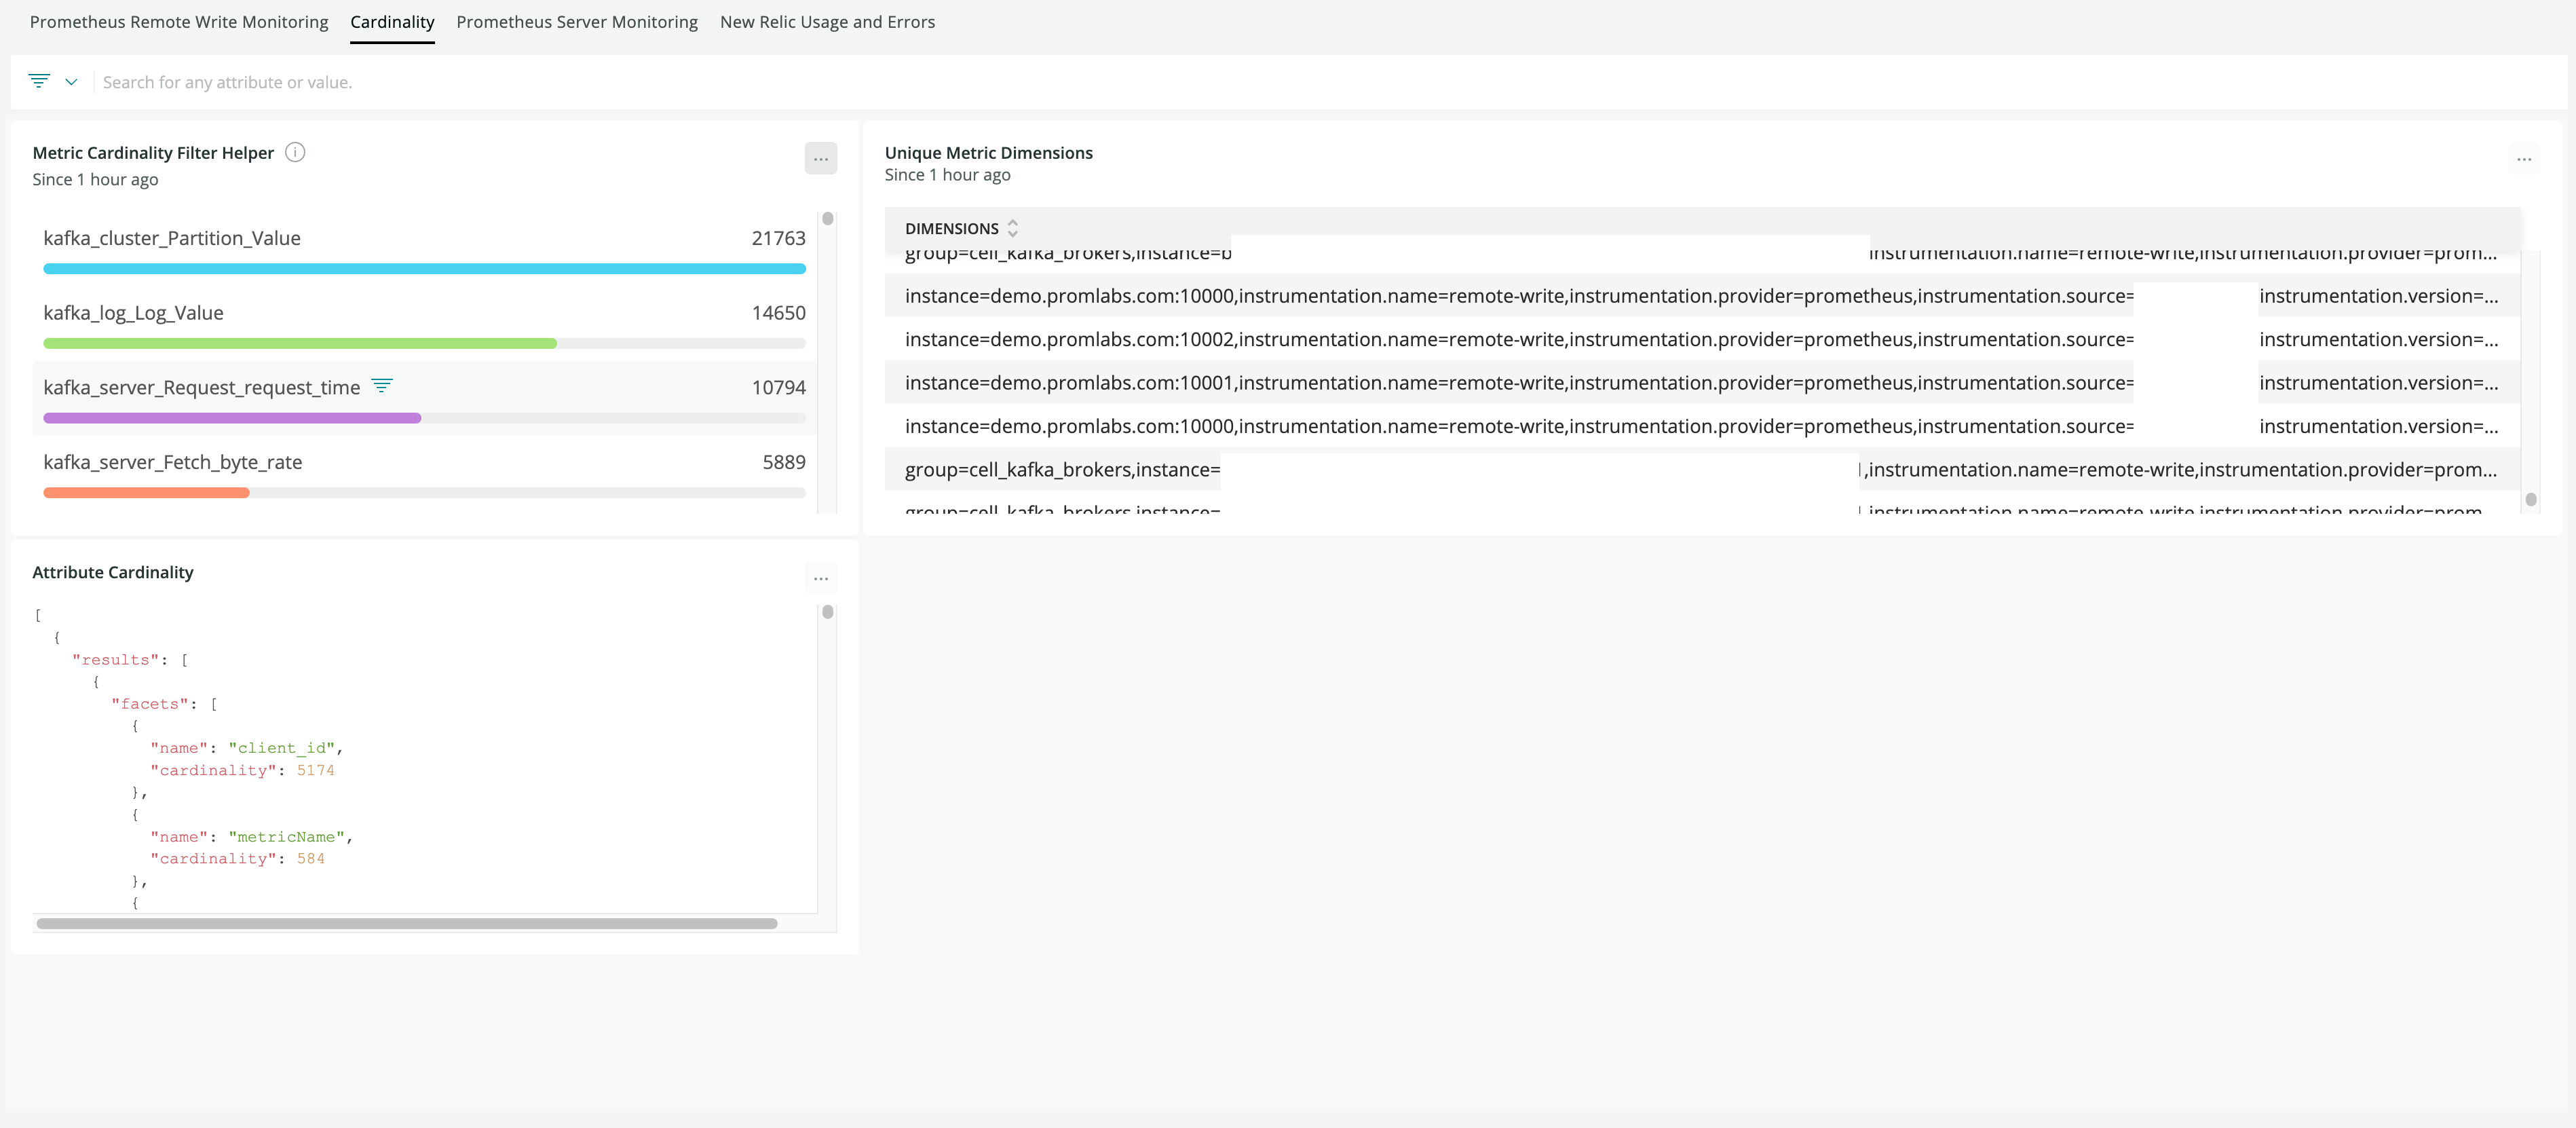 Prometheus Remote Write Monitoring Cardinality Prometheus Server Monitoring New Relic Usage and Errors
Search for any attribute or value.
Metric Cardinality Filter Helper
Since 1 hour ago
kafka_cluster_Partition_Value 21763
kafka_log_Log_Value 14650
kafka_server_Request_request_time 10794
kafka_server_Fetch_byte_rate 5889
Unique Metric Dimensions
Since 1 hour ago
DIMENSIONS
group=cell_kafka_brokers,instance=b instrumentation.name=remote-write,instrumentation.provider=prom...
instance=demo.promlabs.com:10000,instrumentation.name=remote-write,instrumentation.provider=prometheus,instrumentation.source= instrumentation.version=...
instance=demo.promlabs.com:10002,instrumentation.name=remote-write,instrumentation.provider=prometheus,instrumentation.source= instrumentation.version=...
instance=demo.promlabs.com:10001,instrumentation.name=remote-write,instrumentation.provider=prometheus,instrumentation.source= instrumentation.version=...
instance=demo.promlabs.com:10000,instrumentation.name=remote-write,instrumentation.provider=prometheus,instrumentation.source= instrumentation.version=...
group=cell_kafka_brokers,instance= ,instrumentation.name=remote-write,instrumentation.provider=prom...
group=cell_kafka_brokers,instance= instrumentation.name=remote-write,instrumentation.provider=prom...
Attribute Cardinality
[
{
"results": [
{
"facets": [
{
"name": "client_id",
"cardinality": 5174
},
{
"name": "metricName",
"cardinality": 584
},
{